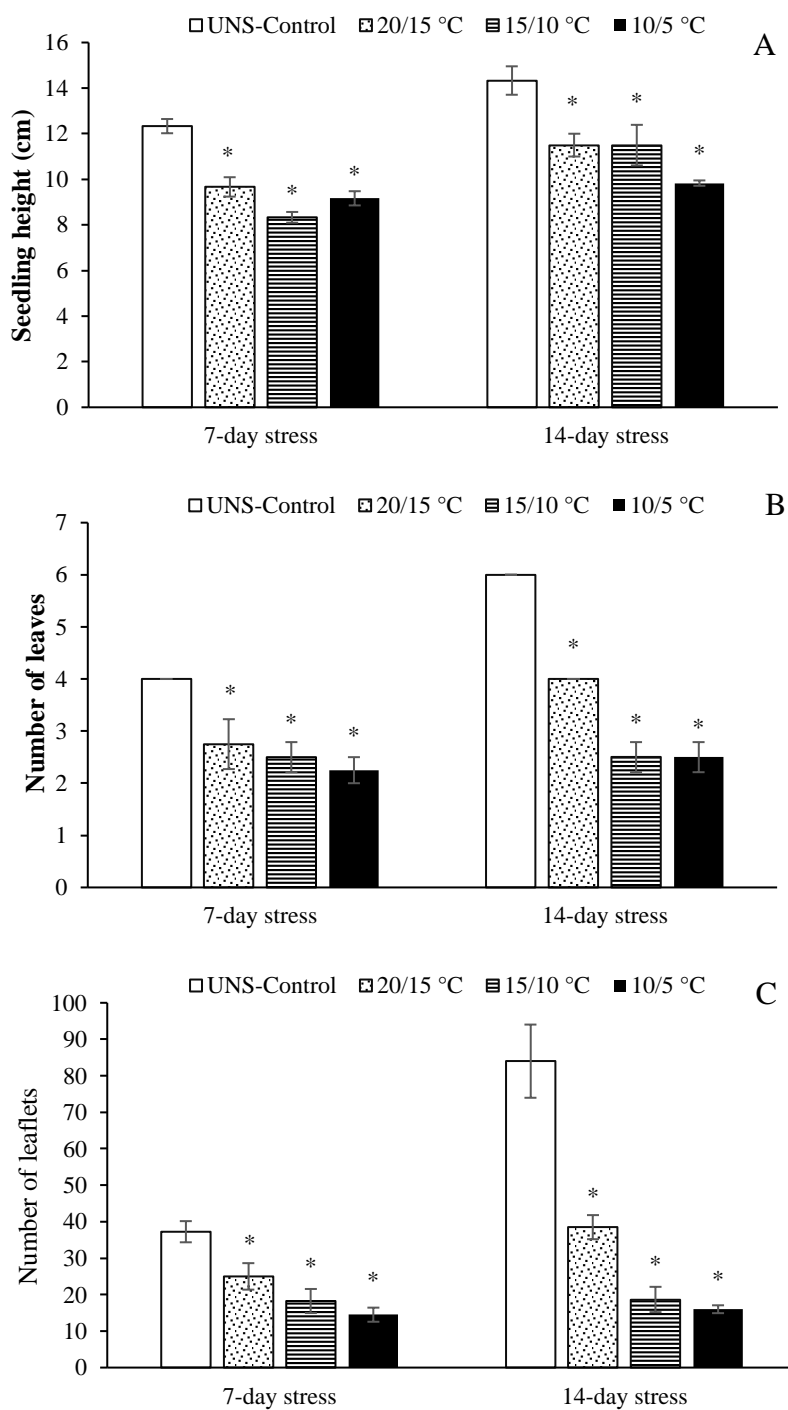 UNS-Control 20/15 °C 15/10 °C 10/5 °C
A
16
14
12
10
8
6
4
2
0
Seedling height (cm)
* * * * * *
7-day stress 14-day stress
UNS-Control 20/15 °C 15/10 °C 10/5 °C
B
7
6
5
4
3
2
1
0
Number of leaves
* * * * * *
7-day stress 14-day stress
UNS-Control 20/15 °C 15/10 °C 10/5 °C
C
100
90
80
70
60
50
40
30
20
10
0
Number of leaflets
* * * * * *
7-day stress 14-day stress